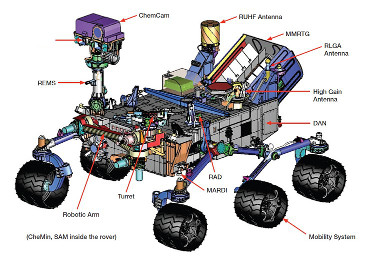 ChemCam
RUHF Antenna
MMRTG
RLGA
Antenna
REMS
High Gain
Antenna
DAN
RAD
Turret
MARDI
Robotic Arm
(CheMin, SAM inside the rover)
Mobility System